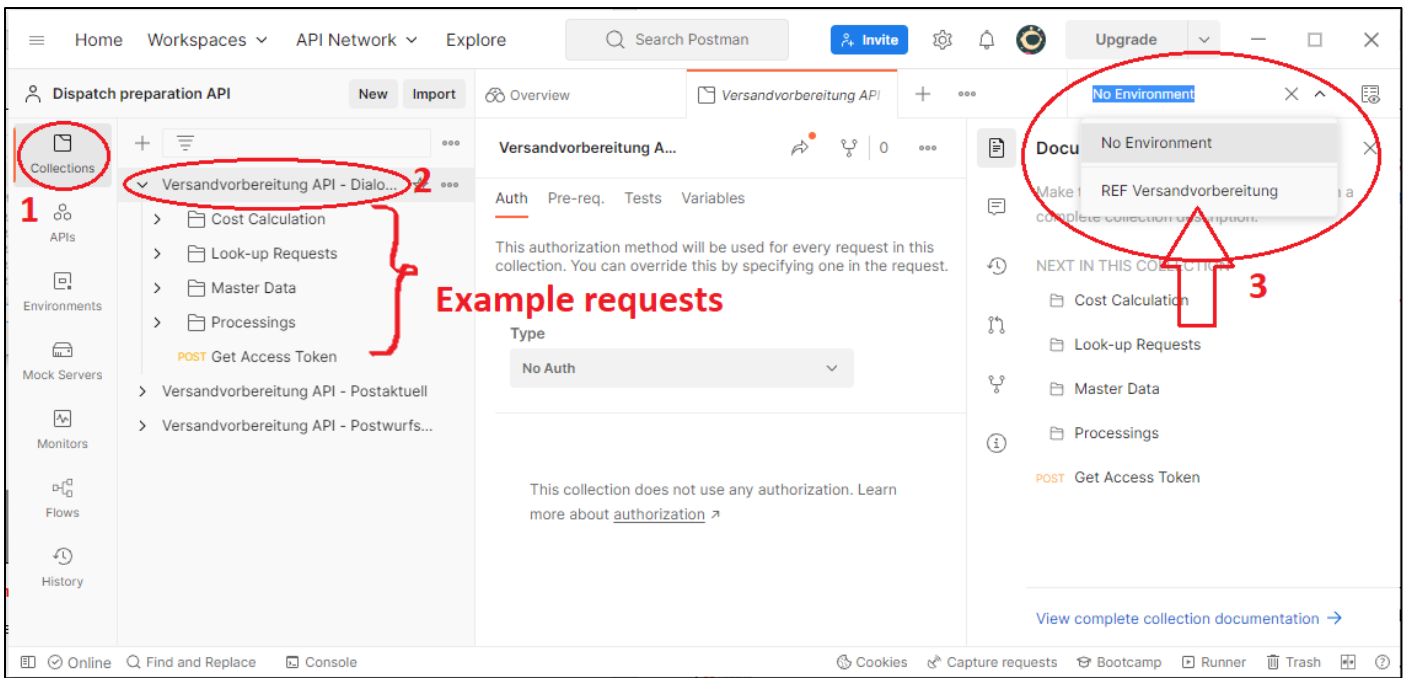 Home Workspaces API Network Explore Search Postman Invite Upgrade
Dispatch preparation API New Import Overview Versandvorbereitung API No Environment
Collections
1
APIs
Environments
Mock Servers
Monitors
Flows
History
Versandvorbereitung API - Dialo... 2
Cost Calculation
Look-up Requests
Master Data
Processings
POST Get Access Token
Versandvorbereitung API - Postaktuell
Versandvorbereitung API - Postwurfs...
Example requests
Versandvorbereitung A... 0
Auth Pre-req. Tests Variables
This authorization method will be used for every request in this
collection. You can override this by specifying one in the request.
Type
No Auth
This collection does not use any authorization. Learn
more about authorization
No Environment
REF Versandvorbereitung
3
Docu
Make
complete collection description.
NEXT IN THIS COLLECTION
Cost Calculation
Look-up Requests
Master Data
Processings
POST Get Access Token
View complete collection documentation →
Online Find and Replace Console Cookies Capture requests Bootcamp Runner Trash